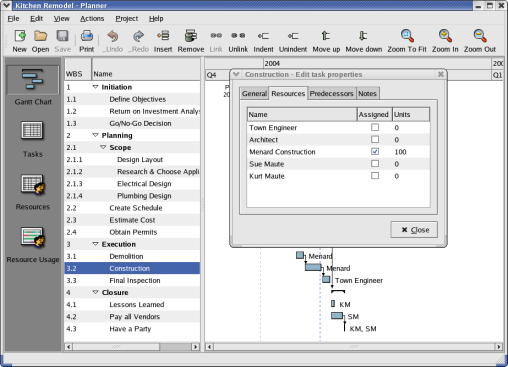 Kitchen Remodel - Planner
File Edit View Actions Project Help
New Open Save Print Undo Redo Insert Remove Link Unlink Indent Unindent Move up Move down Zoom To Fit Zoom In Zoom Out
Gantt Chart
Tasks
Resources
Resource Usage
WBS Name
1 Initiation
1.1 Define Objectives
1.2 Return on Investment Analys
1.3 Go/No-Go Decision
2 Planning
2.1 Scope
2.1.1 Design Layout
2.1.2 Research & Choose Appli
2.1.3 Electrical Design
2.1.4 Plumbing Design
2.2 Create Schedule
2.3 Estimate Cost
2.4 Obtain Permits
3 Execution
3.1 Demolition
3.2 Construction
3.3 Final Inspection
4 Closure
4.1 Lessons Learned
4.2 Pay all Vendors
4.3 Have a Party
2004
Q4
Q1
Construction - Edit task properties
General Resources Predecessors Notes
Name Assigned Units
Town Engineer 0
Architect 0
Menard Construction 100
Sue Maute 0
Kurt Maute 0
Close
Menard
Menard
Town Engineer
KM
SM
KM, SM